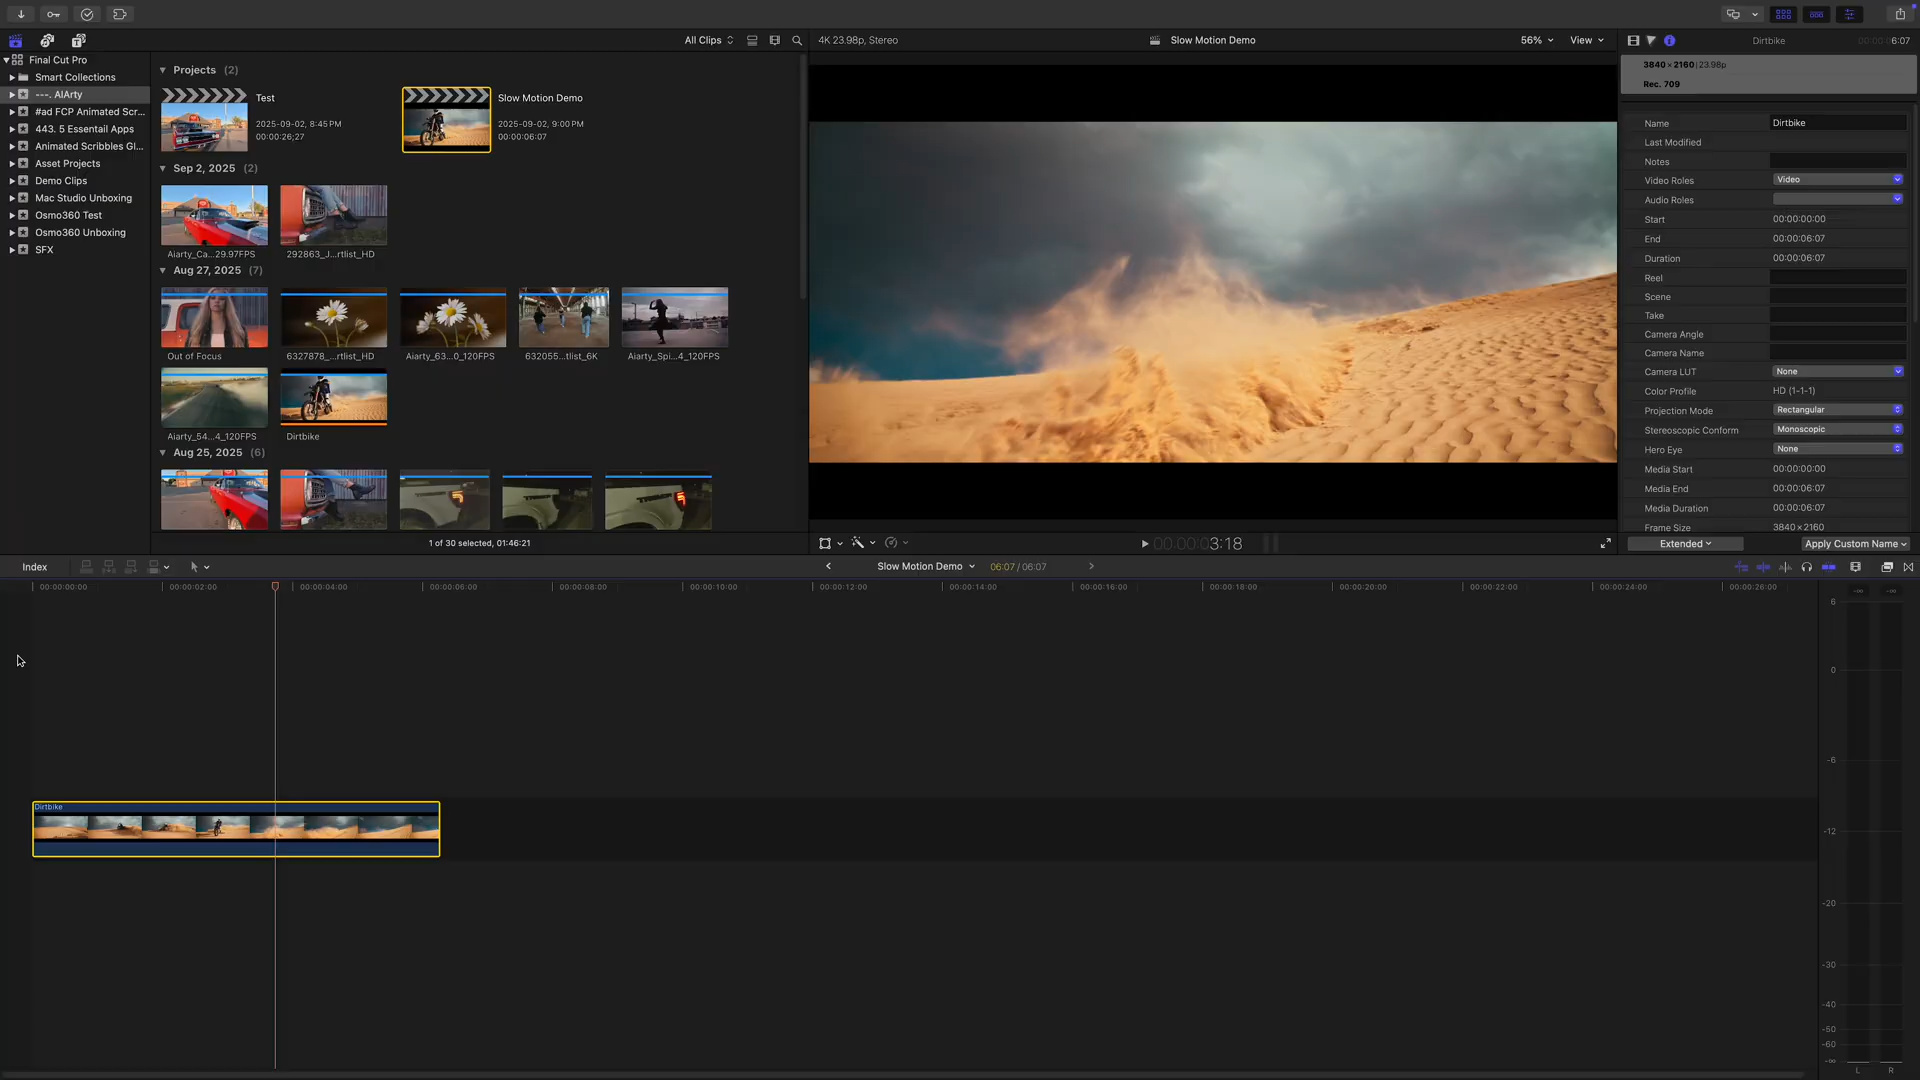 All Clips
4K 23.98p, Stereo
Slow Motion Demo
56%
View
Dirtbike
6:07
Final Cut Pro
Smart Collections
---. AIArty
#ad FCP Animated Scr...
443. 5 Essentail Apps
Animated Scribbles Gl...
Asset Projects
Demo Clips
Mac Studio Unboxing
Osmo360 Test
Osmo360 Unboxing
SFX
Projects (2)
Test
2025-09-02, 8:45 PM
00:00:26;27
Slow Motion Demo
2025-09-02, 9:00 PM
00:00:06:07
Sep 2, 2025 (2)
Aiarty_Ca...29.97FPS
292863_J...rtlist_HD
Aug 27, 2025 (7)
Out of Focus
6327878_...rtlist_HD
Aiarty_63...0_120FPS
632055...tlist_6K
Aiarty_Spi...4_120FPS
Aiarty_54...4_120FPS
Dirtbike
Aug 25, 2025 (6)
1 of 30 selected, 01:46:21
00:00:03:18
3840 × 2160 | 23.98p
Rec. 709
Name Dirtbike
Last Modified
Notes
Video Roles Video
Audio Roles
Start 00:00:00:00
End 00:00:06:07
Duration 00:00:06:07
Reel
Scene
Take
Camera Angle
Camera Name
Camera LUT None
Color Profile HD (1-1-1)
Projection Mode Rectangular
Stereoscopic Conform Monoscopic
Hero Eye None
Media Start 00:00:00:00
Media End 00:00:06:07
Media Duration 00:00:06:07
Frame Size 3840×2160
Extended
Apply Custom Name
Index
Slow Motion Demo
06:07 / 06:07
00:00:00:00
00:00:02:00
00:00:04:00
00:00:06:00
00:00:08:00
00:00:10:00
00:00:12:00
00:00:14:00
00:00:16:00
00:00:18:00
00:00:20:00
00:00:22:00
00:00:24:00
00:00:26:00
Dirtbike
-∞ -∞
6
0
-6
-12
-20
-30
-40
-50
-60
-∞
L R